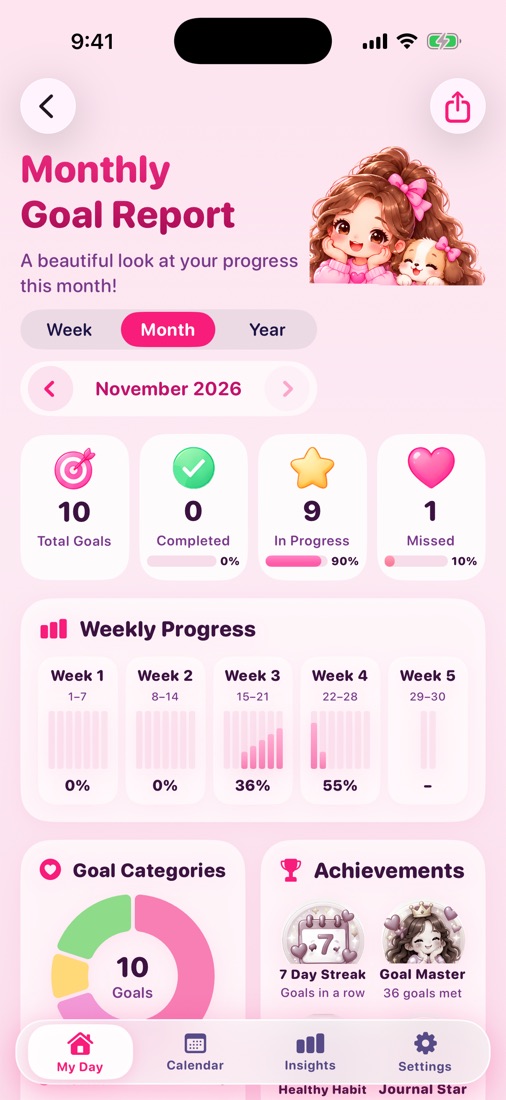 9:41
Monthly
Goal Report
A beautiful look at your progress
this month!
Week Month Year
November 2026
10
Total Goals
0
Completed
0%
9
In Progress
90%
1
Missed
10%
Weekly Progress
Week 1
1–7
0%
Week 2
8–14
0%
Week 3
15–21
36%
Week 4
22–28
55%
Week 5
29–30
–
Goal Categories
10
Goals
Achievements
7
7 Day Streak
Goals in a row
Goal Master
36 goals met
Healthy Habit
Journal Star
My Day
Calendar
Insights
Settings